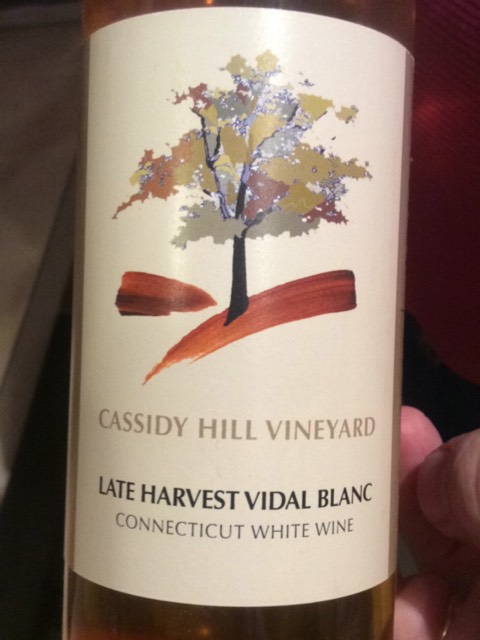 CASSIDY HILL VINEYARD
LATE HARVEST VIDAL BLANC
CONNECTICUT WHITE WINE